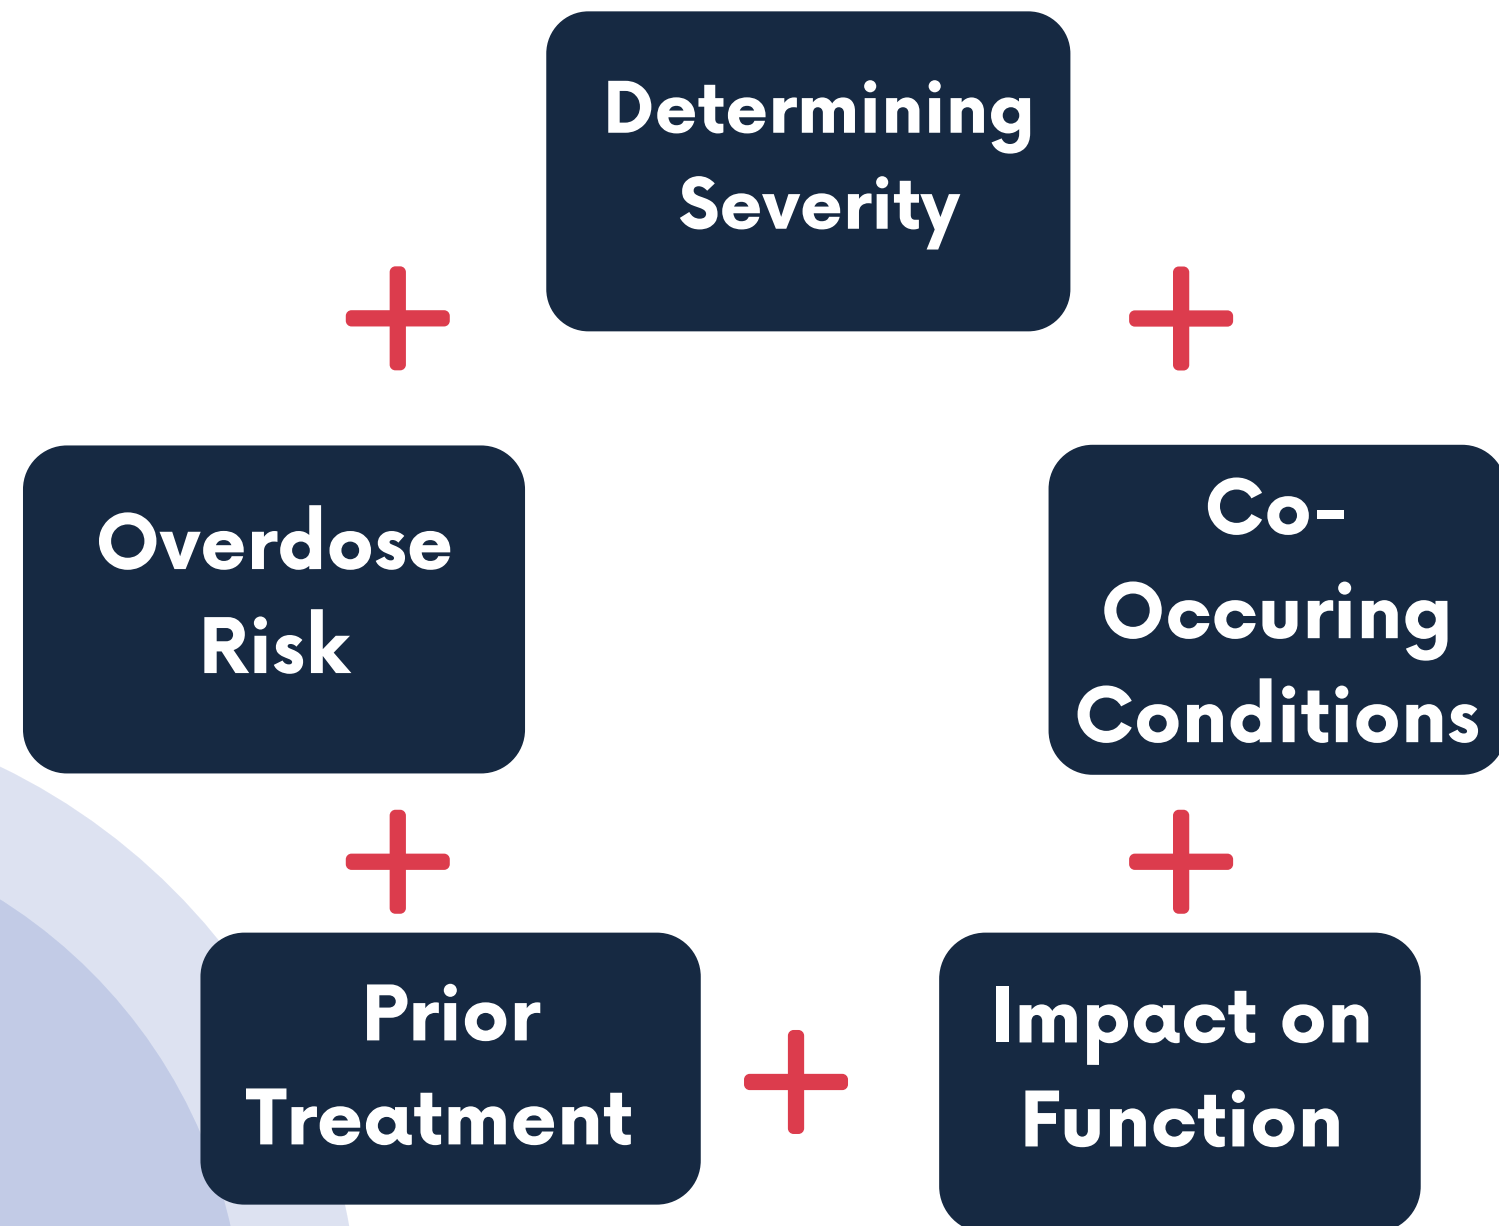 Determining
Severity
Overdose
Risk
Co-
Occuring
Conditions
Prior
Treatment
Impact on
Function